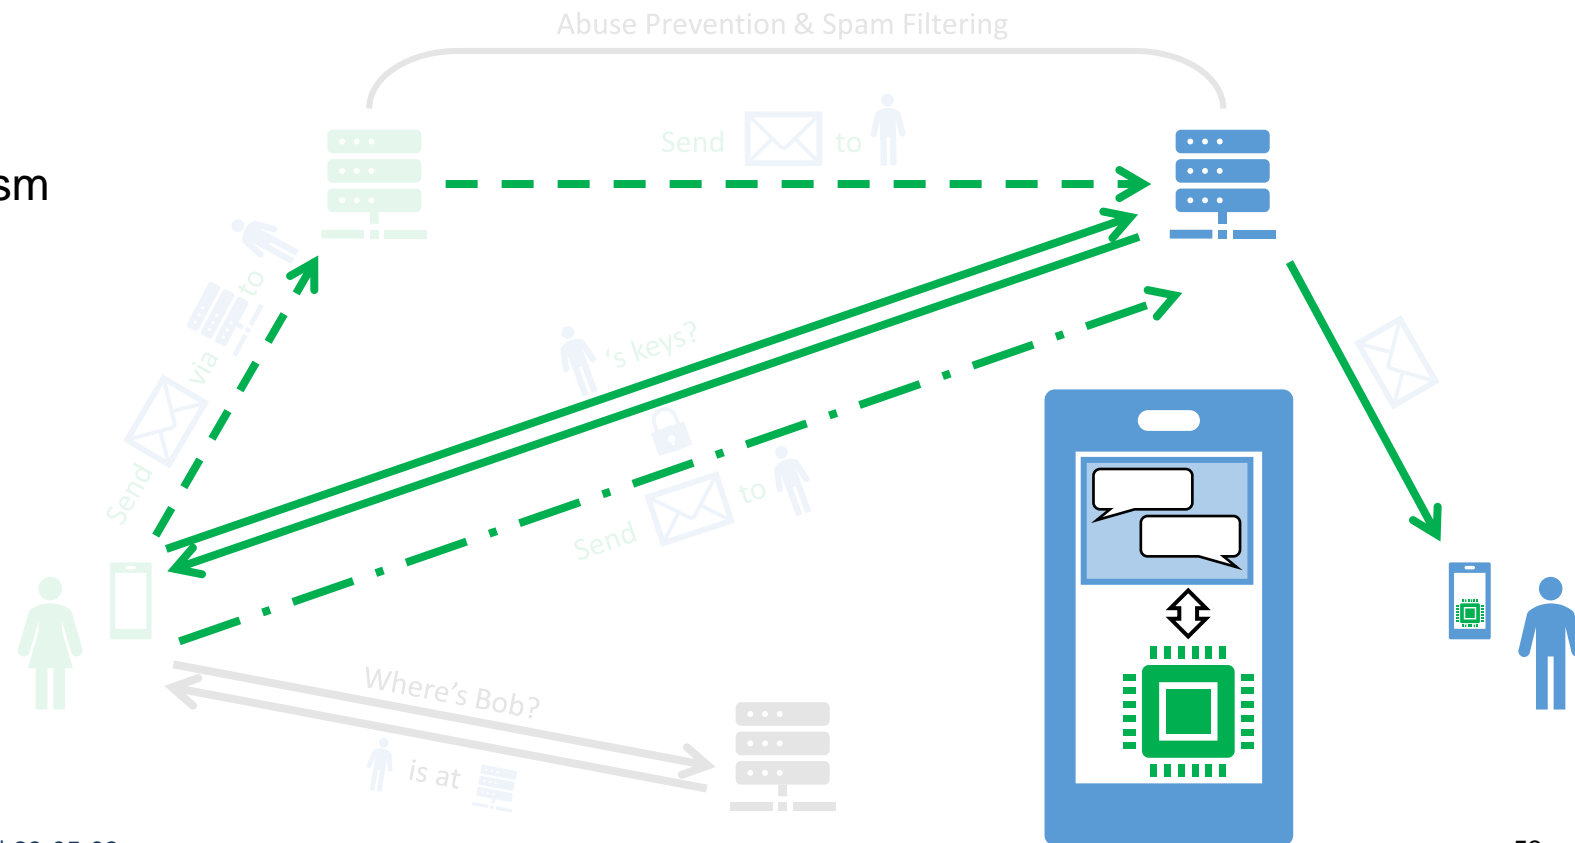 Abuse Prevention & Spam Filtering
Send to
sm
Send via to
's keys?
Send to
Where's Bob?
is at